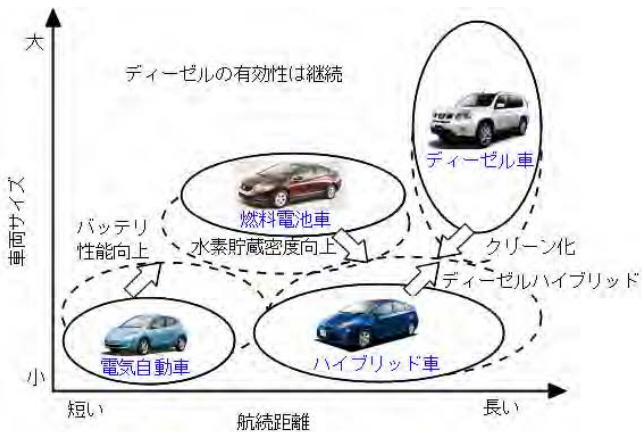 大
ディーゼルの有効性は継続
ディーゼル車
燃料電池車
車両サイズ
バッテリ
性能向上
水素貯蔵密度向上
クリーン化
ディーゼルハイブリッド
電気自動車
ハイブリッド車
小
短い
航続距離
長い